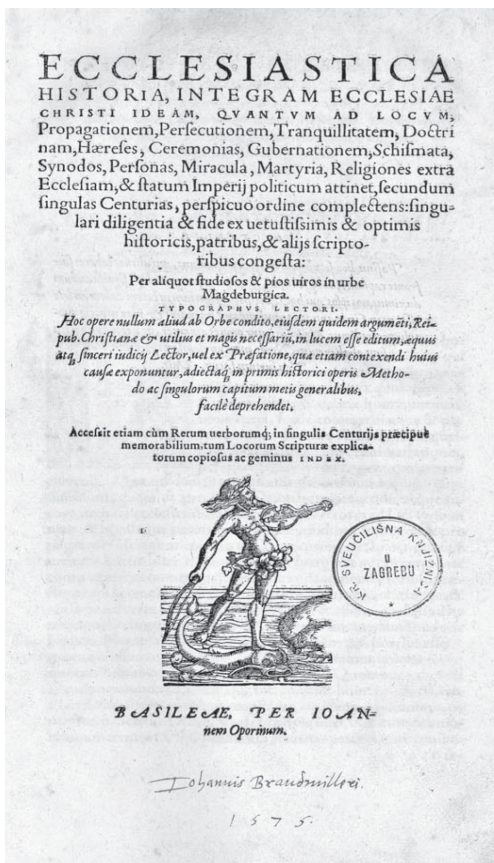 ECCLESIASTICA
HISTORIA, INTEGRAM ECCLESIAE
CHRISTI IDEAM, QVANTVM AD LOCVM,
Propagationem, Persecutionem, Tranquillitatem, Doctri
nam, Hæreses, Ceremonias, Gubernationem, Schismata,
Synodos, Personas, Miracula, Martyria, Religiones extra
Ecclesiam, & statum Imperij politicum attinet, secundum
singulas Centurias, perspicuo ordine complectens: singu-
lari diligentia & fide ex uetustissimis & optimis
historicis, patribus, & alijs scripto-
ribus congesta:
Per aliquot studiosos & pios uiros in urbe
Magdeburgica.
TYPOGRAPHVS LECTORI.
Hoc opere nullum aliud ab Orbe condito, eiusdem quidem argumēti, Rei-
pub. Christianæ & utilius et magis necessariū, in lucem esse editum, æquus
atq; sinceri iudicij Lector, uel ex Præfatione, qua etiam contexendi huius
causæ exponuntur, adiectaq́; in primis historici operis Metho-
do ac singulorum capitum metis generalibus,
facilè deprehendet.
Accessit etiam cùm Rerum uerborumq́; in singulis Centurijs præcipuè
memorabilium, tum Locorum Scripturæ explica-
torum copiosus ac geminus INDEX.
KR. SVEUČILIŠNA KNJIŽNICA
U
ZAGREBU
BASILEAE, PER IOAN-
nem Oporinum.
Iohannis Brandmilleri.
1575.